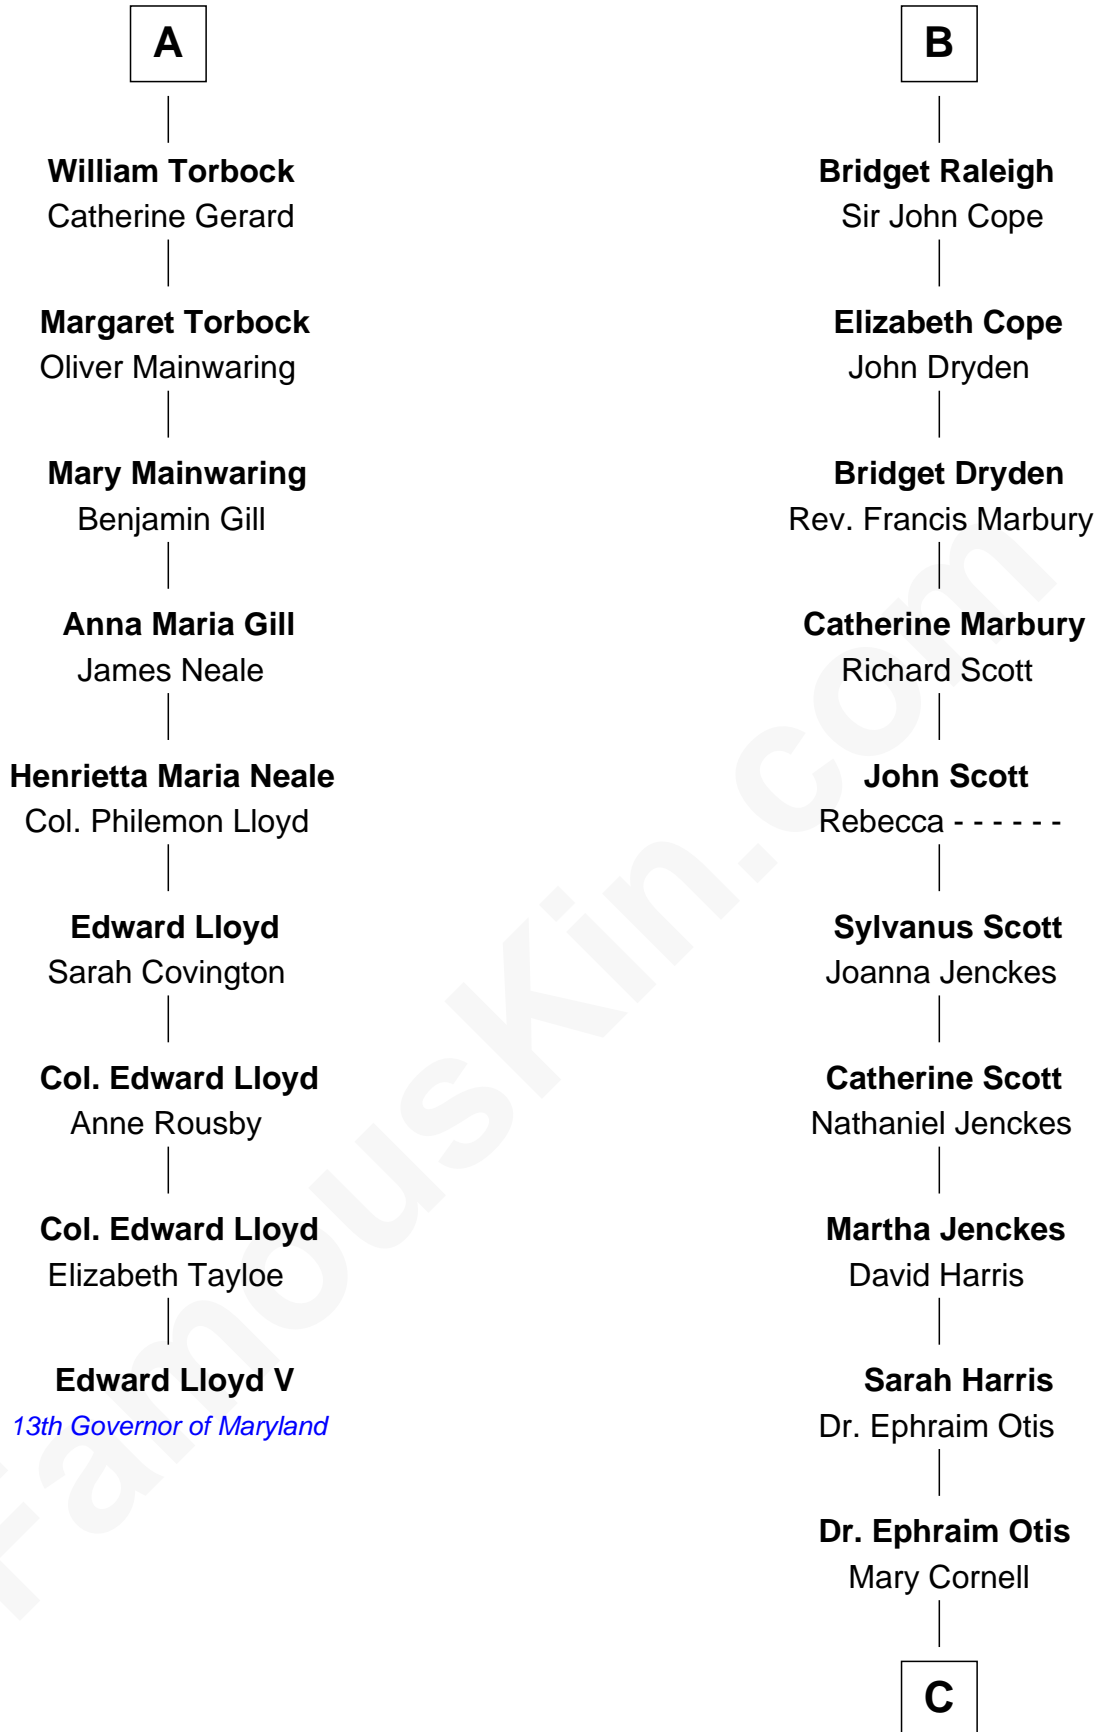 A
William Torbock
Catherine Gerard
Margaret Torbock
Oliver Mainwaring
Mary Mainwaring
Benjamin Gill
Anna Maria Gill
James Neale
Henrietta Maria Neale
Col. Philemon Lloyd
Edward Lloyd
Sarah Covington
Col. Edward Lloyd
Anne Rousby
Col. Edward Lloyd
Elizabeth Tayloe
Edward Lloyd V
13th Governor of Maryland
B
Bridget Raleigh
Sir John Cope
Elizabeth Cope
John Dryden
Bridget Dryden
Rev. Francis Marbury
Catherine Marbury
Richard Scott
John Scott
Rebecca - - - - - -
Sylvanus Scott
Joanna Jenckes
Catherine Scott
Nathaniel Jenckes
Martha Jenckes
David Harris
Sarah Harris
Dr. Ephraim Otis
Dr. Ephraim Otis
Mary Cornell
C
FamousKin.com